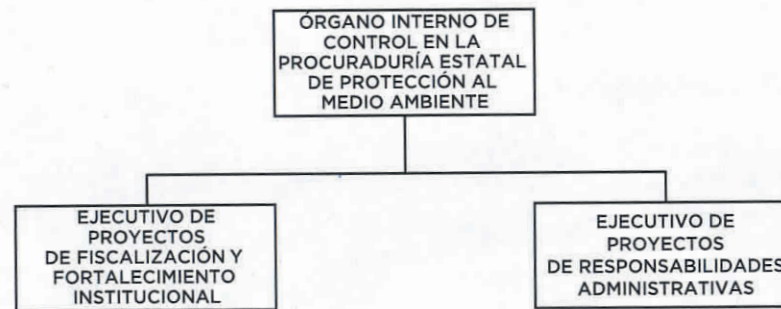 ÓRGANO INTERNO DE
CONTROL EN LA
PROCURADURÍA ESTATAL
DE PROTECCIÓN AL
MEDIO AMBIENTE
EJECUTIVO DE
PROYECTOS
DE FISCALIZACIÓN Y
FORTALECIMIENTO
INSTITUCIONAL
EJECUTIVO DE
PROYECTOS
DE RESPONSABILIDADES
ADMINISTRATIVAS